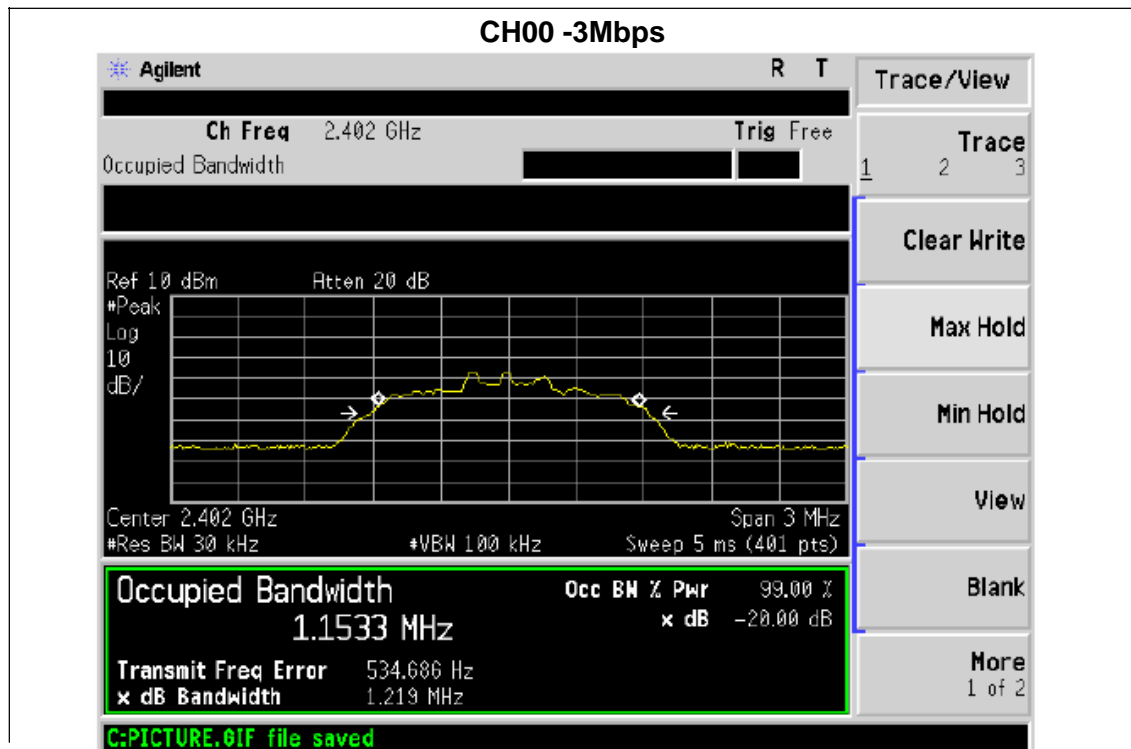 CH00 -3Mbps
Agilent R T
Trace/View
Ch Freq 2.402 GHz Trig Free
Occupied Bandwidth
Trace
1 2 3
Clear Write
Ref 10 dBm Atten 20 dB
#Peak
Log
10
dB/
Max Hold
Min Hold
View
Center 2.402 GHz Span 3 MHz
#Res BW 30 kHz #VBW 100 kHz Sweep 5 ms (401 pts)
Occupied Bandwidth Occ BW % Pwr 99.00 %
1.1533 MHz x dB -20.00 dB
Blank
Transmit Freq Error 534.686 Hz
x dB Bandwidth 1.219 MHz
More
1 of 2
C:PICTURE.GIF file saved